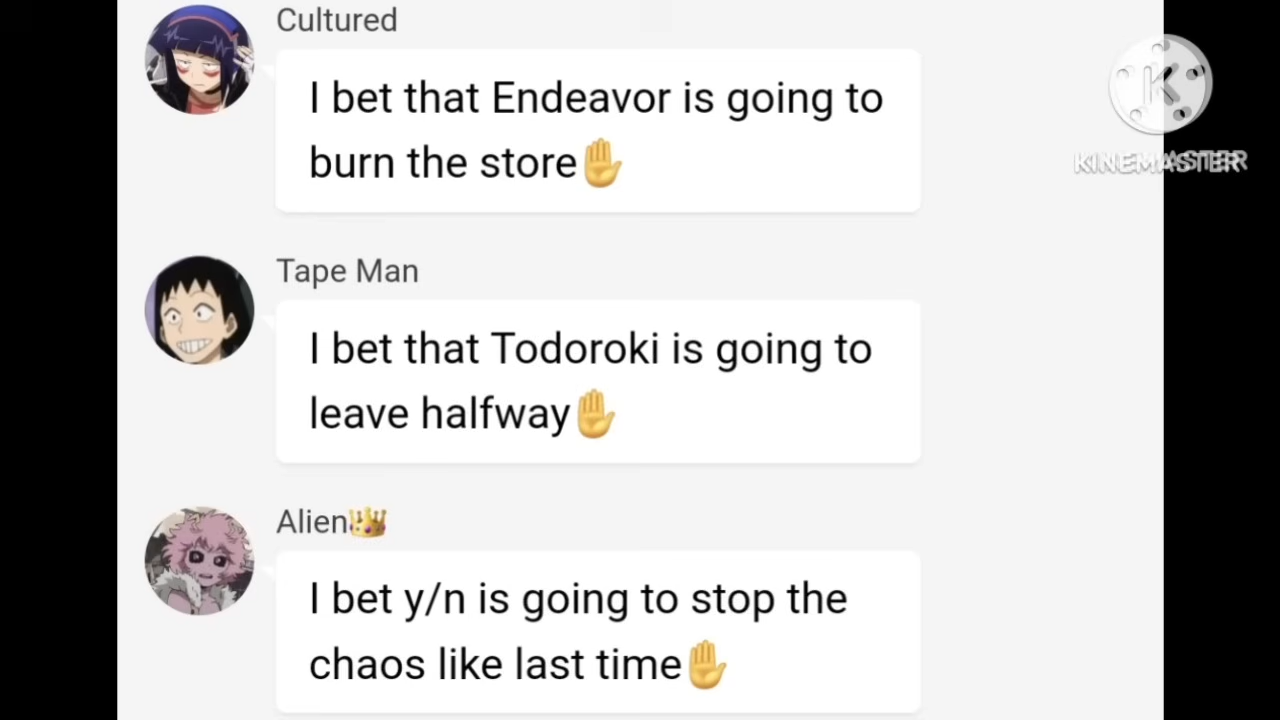 Cultured
I bet that Endeavor is going to
burn the store✋
Tape Man
I bet that Todoroki is going to
leave halfway✋
Alien👑
I bet y/n is going to stop the
chaos like last time✋
K
KINEMASTER